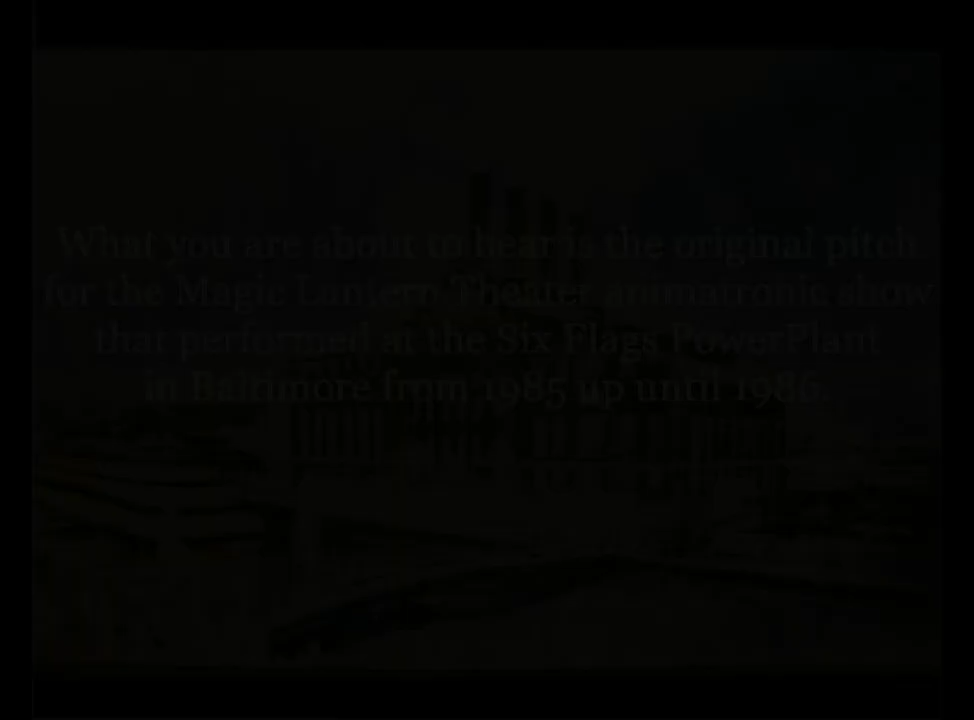 What you are about to hear is the original pitch
for the Magic Lantern Theater animatronic show
that performed at the Six Flags PowerPlant
in Baltimore from 1985 up until 1986.